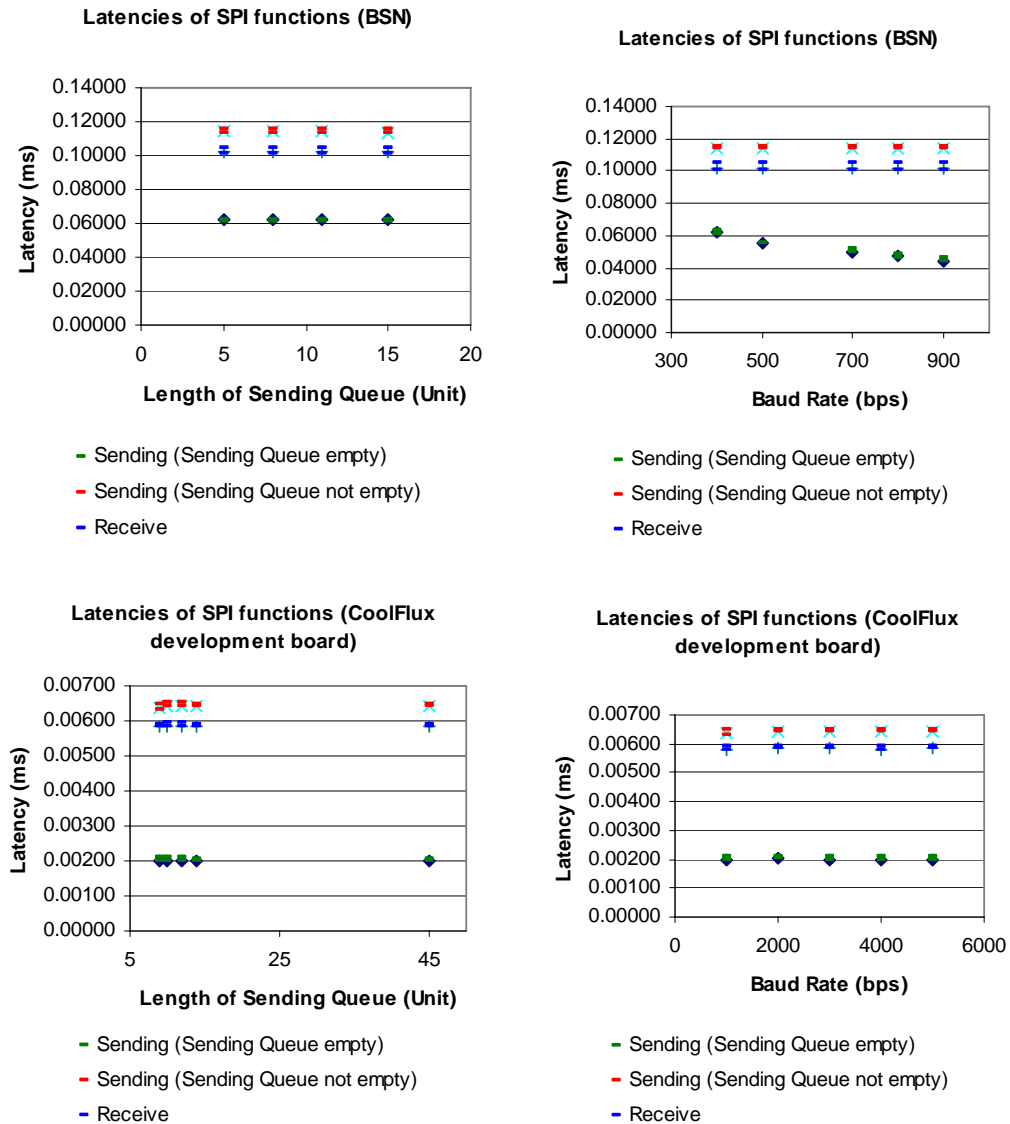 Latencies of SPI functions (BSN)
0.14000
0.12000
0.10000
0.08000
0.06000
0.04000
0.02000
0.00000
Latency (ms)
0 5 10 15 20
Length of Sending Queue (Unit)
Sending (Sending Queue empty)
Sending (Sending Queue not empty)
Receive
Latencies of SPI functions (BSN)
0.14000
0.12000
0.10000
0.08000
0.06000
0.04000
0.02000
0.00000
Latency (ms)
300 500 700 900
Baud Rate (bps)
Sending (Sending Queue empty)
Sending (Sending Queue not empty)
Receive
Latencies of SPI functions (CoolFlux
development board)
0.00700
0.00600
0.00500
0.00400
0.00300
0.00200
0.00100
0.00000
Latency (ms)
5 25 45
Length of Sending Queue (Unit)
Sending (Sending Queue empty)
Sending (Sending Queue not empty)
Receive
Latencies of SPI functions (CoolFlux
development board)
0.00700
0.00600
0.00500
0.00400
0.00300
0.00200
0.00100
0.00000
Latency (ms)
0 2000 4000 6000
Baud Rate (bps)
Sending (Sending Queue empty)
Sending (Sending Queue not empty)
Receive